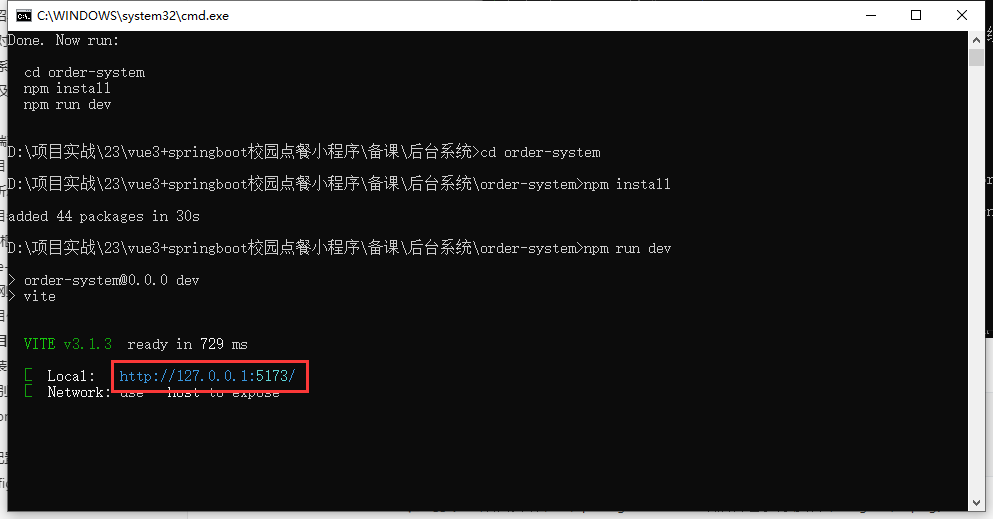 C:\WINDOWS\system32\cmd.exe
Done. Now run:
cd order-system
npm install
npm run dev
D:\项目实战\23\vue3+springboot校园点餐小程序\备课\后台系统>cd order-system
D:\项目实战\23\vue3+springboot校园点餐小程序\备课\后台系统\order-system>npm install
added 44 packages in 30s
D:\项目实战\23\vue3+springboot校园点餐小程序\备课\后台系统\order-system>npm run dev
> order-system@0.0.0 dev
> vite
VITE v3.1.3 ready in 729 ms
Local: http://127.0.0.1:5173/
Network: use --host to expose